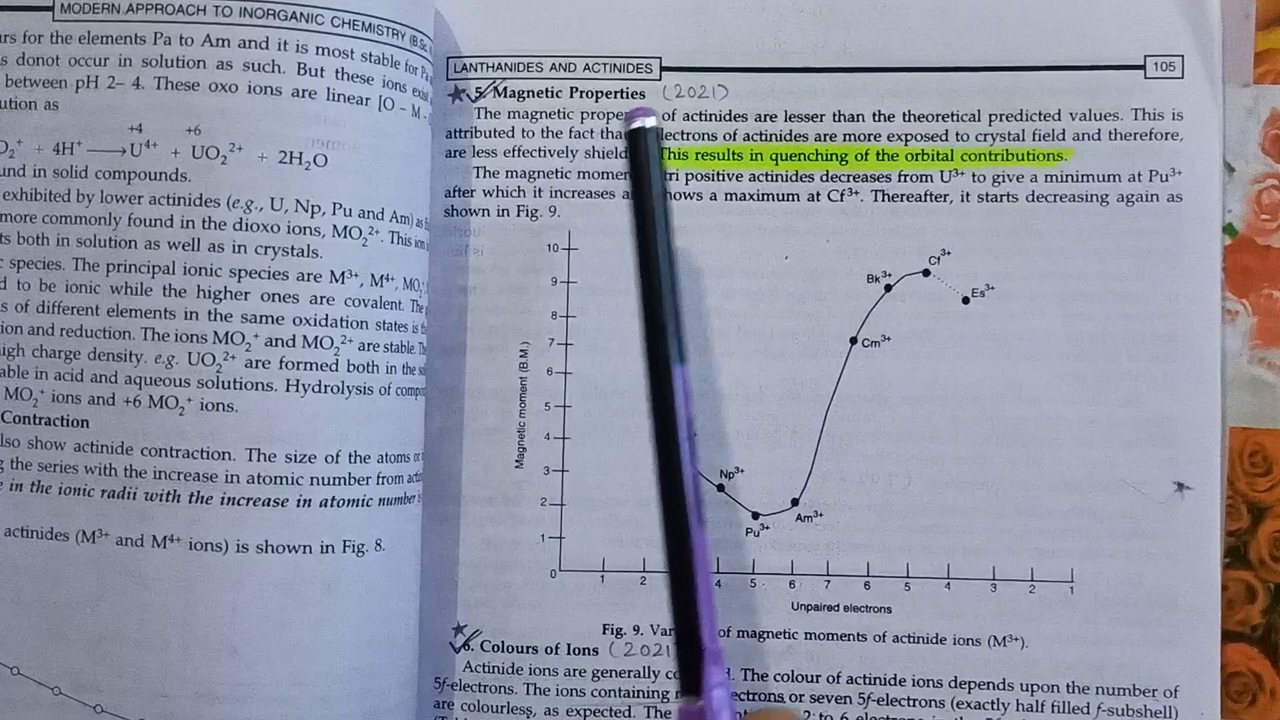 MODERN APPROACH TO INORGANIC CHEMISTRY (B.Sc.
for the elements Pa to Am and it is most stable for Pa
donot occur in solution as such. But these ions exist
between pH 2– 4. These oxo ions are linear [O – M –
ution as
+4 +6
+ 4H⁺ ⟶ U⁴⁺ + UO₂²⁺ + 2H₂O
und in solid compounds.
exhibited by lower actinides (e.g., U, Np, Pu and Am) as
more commonly found in the dioxo ions, MO₂²⁺. This ion
ts both in solution as well as in crystals.
species. The principal ionic species are M³⁺, M⁴⁺, MO₂
d to be ionic while the higher ones are covalent. The
s of different elements in the same oxidation states is
ion and reduction. The ions MO₂⁺ and MO₂²⁺ are stable.
igh charge density. e.g. UO₂²⁺ are formed both in the
able in acid and aqueous solutions. Hydrolysis of
MO₂⁺ ions and +6 MO₂⁺ ions.
Contraction
lso show actinide contraction. The size of the atoms or
the series with the increase in atomic number from
in the ionic radii with the increase in atomic number
actinides (M³⁺ and M⁴⁺ ions) is shown in Fig. 8.
LANTHANIDES AND ACTINIDES 105
5. Magnetic Properties (2021)
The magnetic prope of actinides are lesser than the theoretical predicted values. This is
attributed to the fact tha lectrons of actinides are more exposed to crystal field and therefore,
are less effectively shield This results in quenching of the orbital contributions.
The magnetic momen tri positive actinides decreases from U³⁺ to give a minimum at Pu³⁺
after which it increases a hows a maximum at Cf³⁺. Thereafter, it starts decreasing again as
shown in Fig. 9.
10
9
8
7
6
5
4
3
2
1
0
Magnetic moment (B.M.)
Np³⁺
Pu³⁺
Am³⁺
Cm³⁺
Bk³⁺
Cf³⁺
Es³⁺
1 2 4 5 6 7 6 5 4 3 2 1
Unpaired electrons
Fig. 9. Var of magnetic moments of actinide ions (M³⁺).
6. Colours of Ions (2021
Actinide ions are generally co d. The colour of actinide ions depends upon the number of
5f-electrons. The ions containing n ectrons or seven 5f-electrons (exactly half filled f-subshell)
are colourless, as expected. The